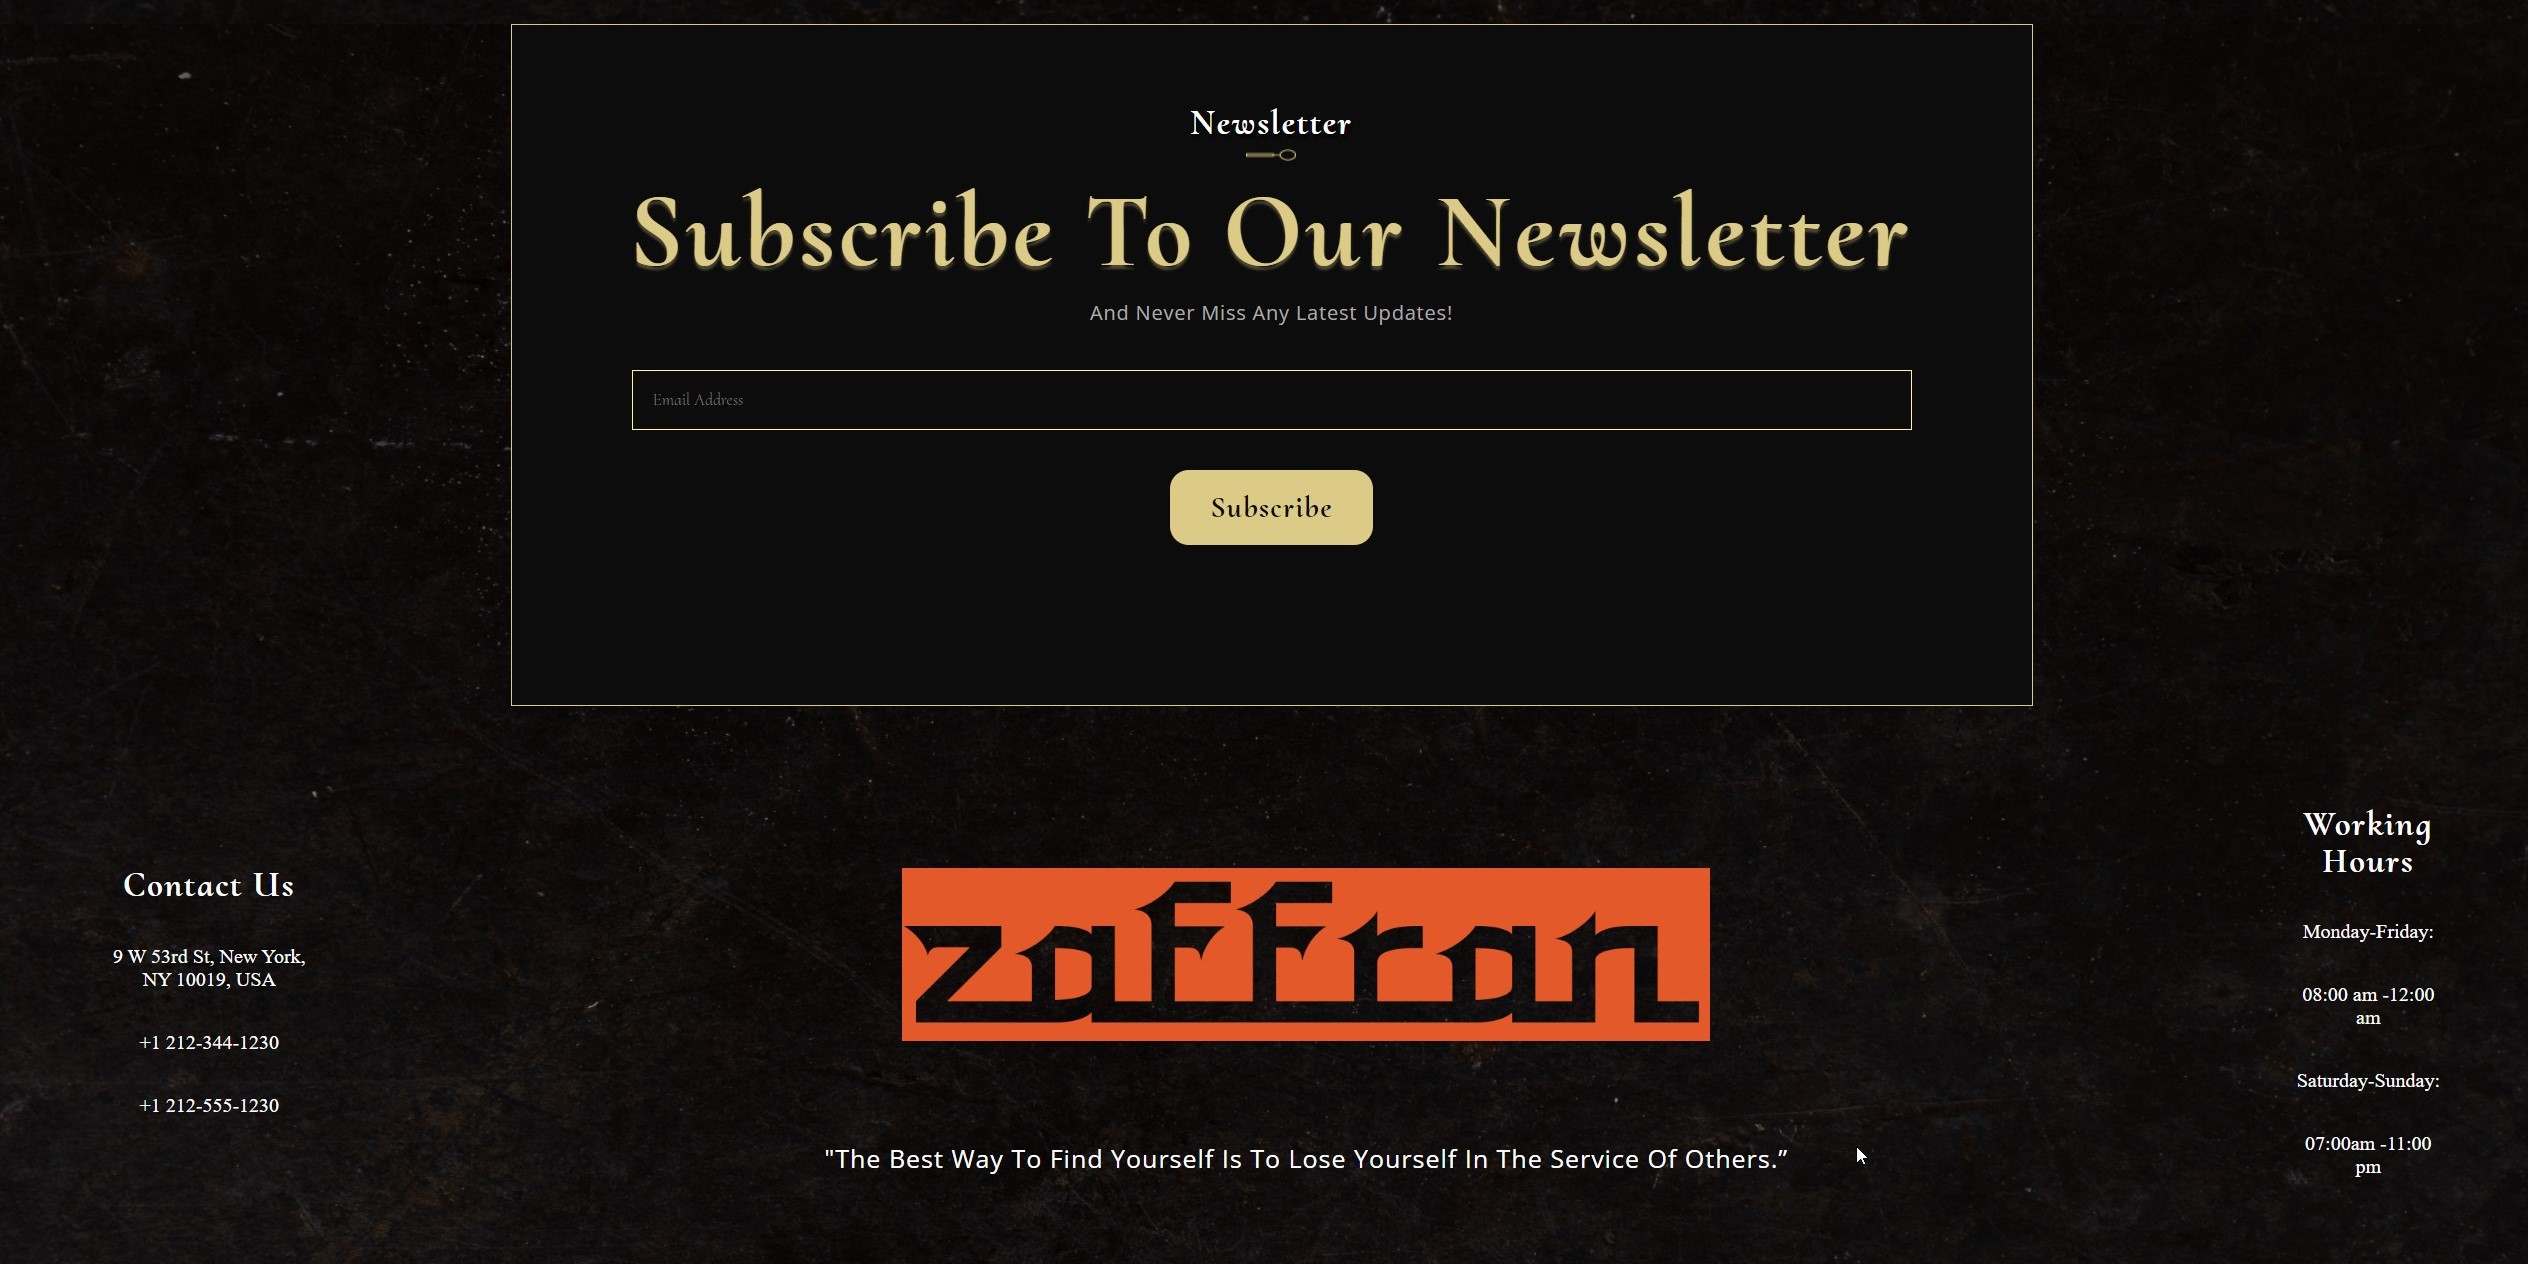 Newsletter
Subscribe To Our Newsletter
And Never Miss Any Latest Updates!
Email Address
Subscribe
Contact Us
9 W 53rd St, New York,
NY 10019, USA
+1 212-344-1230
+1 212-555-1230
zaffran
"The Best Way To Find Yourself Is To Lose Yourself In The Service Of Others.”
Working
Hours
Monday-Friday:
08:00 am -12:00
am
Saturday-Sunday:
07:00am -11:00
pm